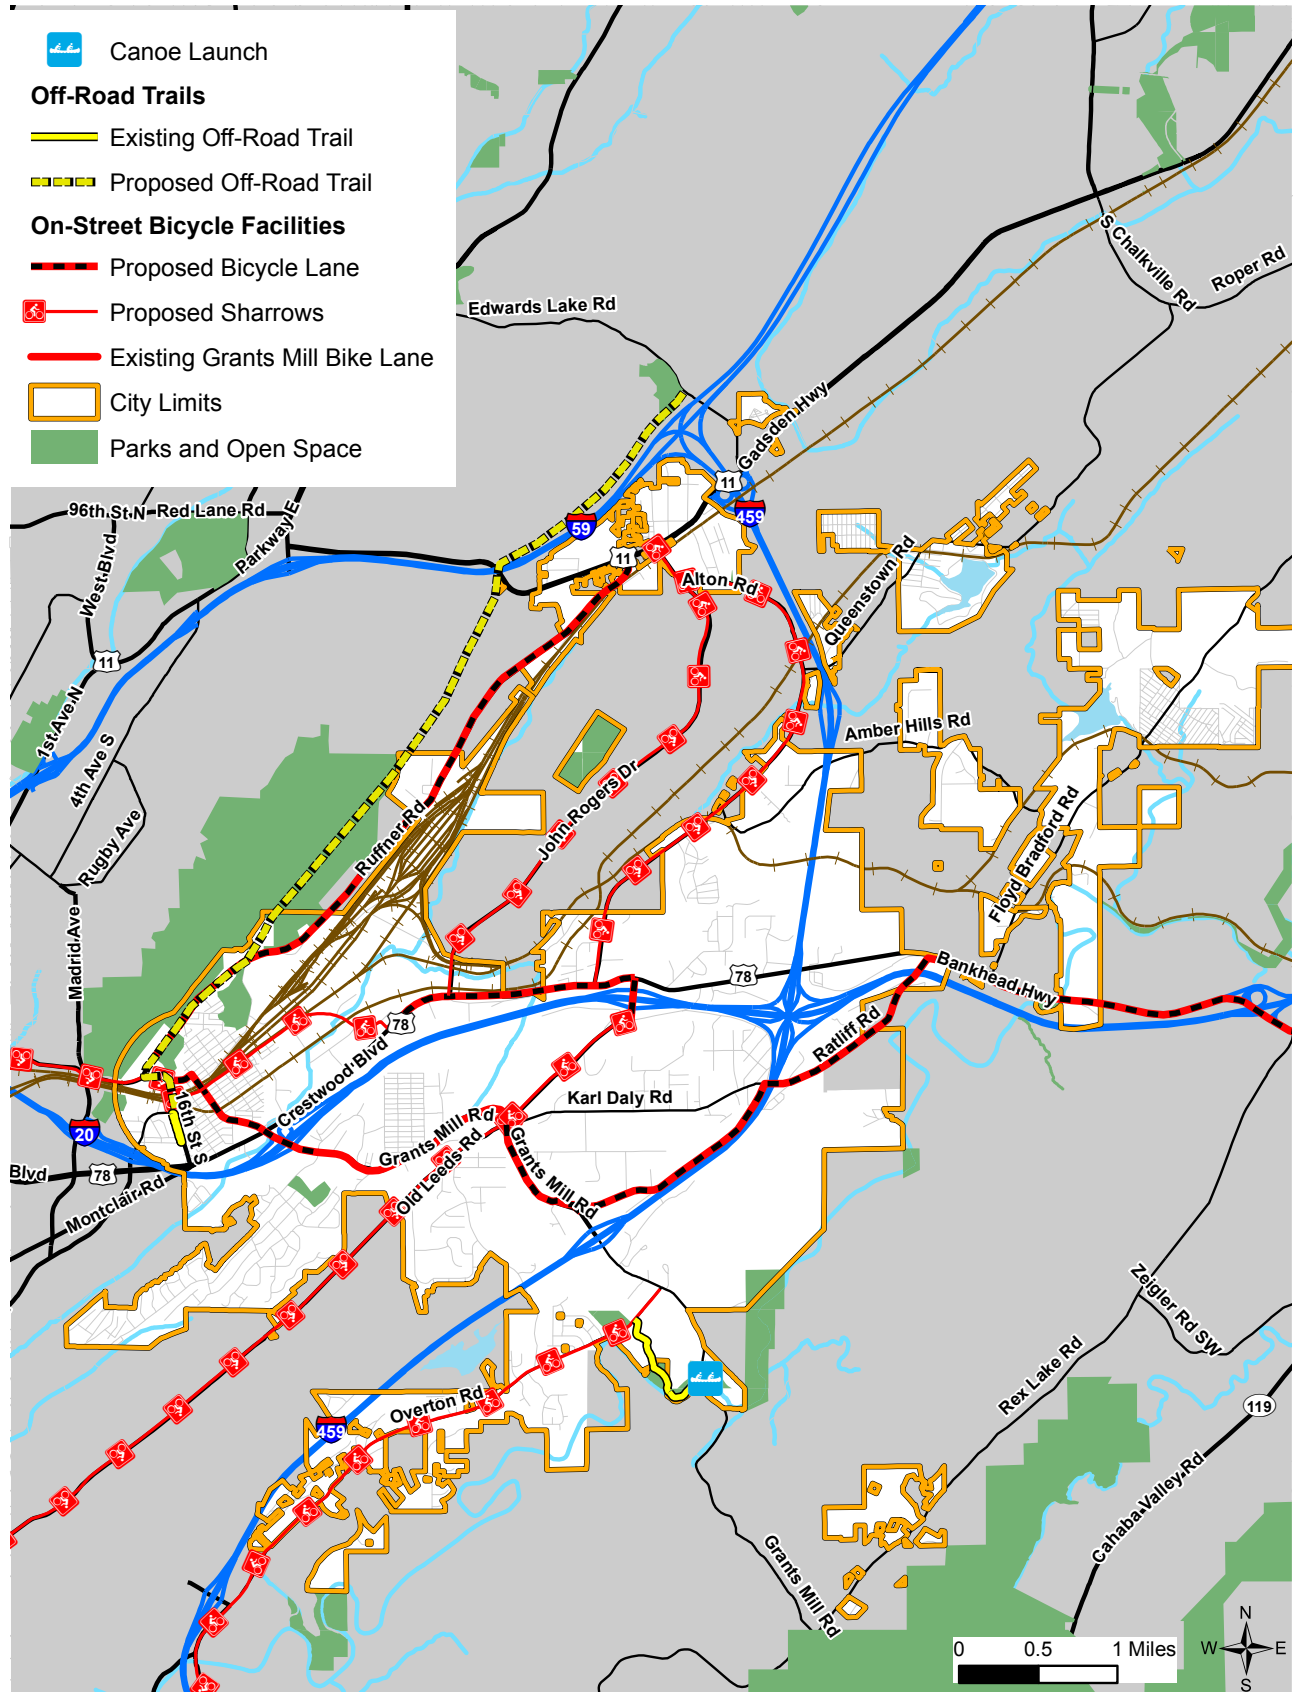 Canoe Launch
Off-Road Trails
Existing Off-Road Trail
Proposed Off-Road Trail
On-Street Bicycle Facilities
Proposed Bicycle Lane
Proposed Sharrows
Existing Grants Mill Bike Lane
City Limits
Parks and Open Space
S Chalkville Rd
Roper Rd
Edwards Lake Rd
Gadsden Hwy
11
459
59
96th St N
Red Lane Rd
Parkway E
West Blvd
11
Alton Rd
Queenstown Rd
11
1st Ave N
4th Ave S
Rugby Ave
Amber Hills Rd
John Rogers Dr
Ruffner Rd
Floyd Bradford Rd
Madrid Ave
78
Bankhead Hwy
78
Crestwood Blvd
Ratliff Rd
Karl Daly Rd
16th St S
20
Grants Mill Rd
Old Leeds Rd
Grants Mill Rd
Blvd
78
Montclair Rd
Zeigler Rd SW
Rex Lake Rd
Overton Rd
459
119
Cahaba Valley Rd
Grants Mill Rd
0 0.5 1 Miles
N
W E
S